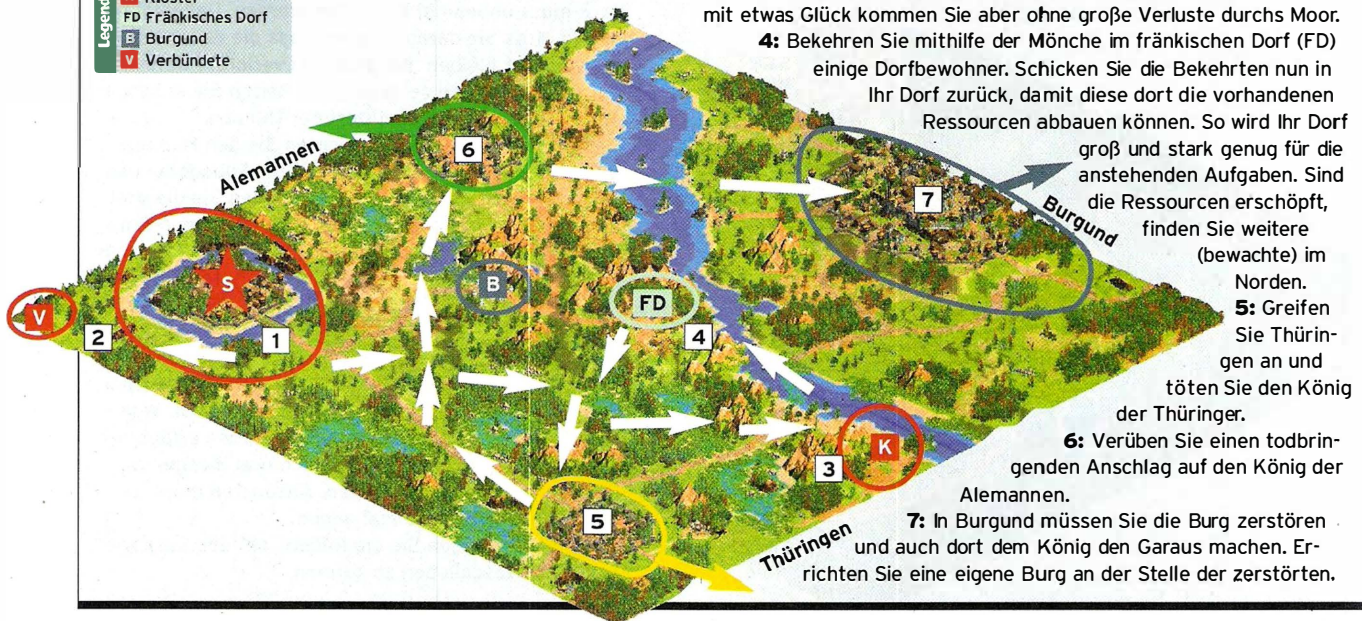 Legende
Kloster
FD Fränkisches Dorf
B Burgund
V Verbündete
mit etwas Glück kommen Sie aber ohne große Verluste durchs Moor.
4: Bekehren Sie mithilfe der Mönche im fränkischen Dorf (FD)
einige Dorfbewohner. Schicken Sie die Bekehrten nun in
Ihr Dorf zurück, damit diese dort die vorhandenen
Ressourcen abbauen können. So wird Ihr Dorf
groß und stark genug für die
anstehenden Aufgaben. Sind
die Ressourcen erschöpft,
finden Sie weitere
(bewachte) im
Norden.
5: Greifen
Sie Thürin-
gen an und
töten Sie den König
der Thüringer.
6: Verüben Sie einen todbrin-
genden Anschlag auf den König der
Alemannen.
7: In Burgund müssen Sie die Burg zerstören
und auch dort dem König den Garaus machen. Er-
richten Sie eine eigene Burg an der Stelle der zerstörten.
Alemannen
6
7
Burgund
S
B
FD
V
2
1
4
3
K
5
Thüringen